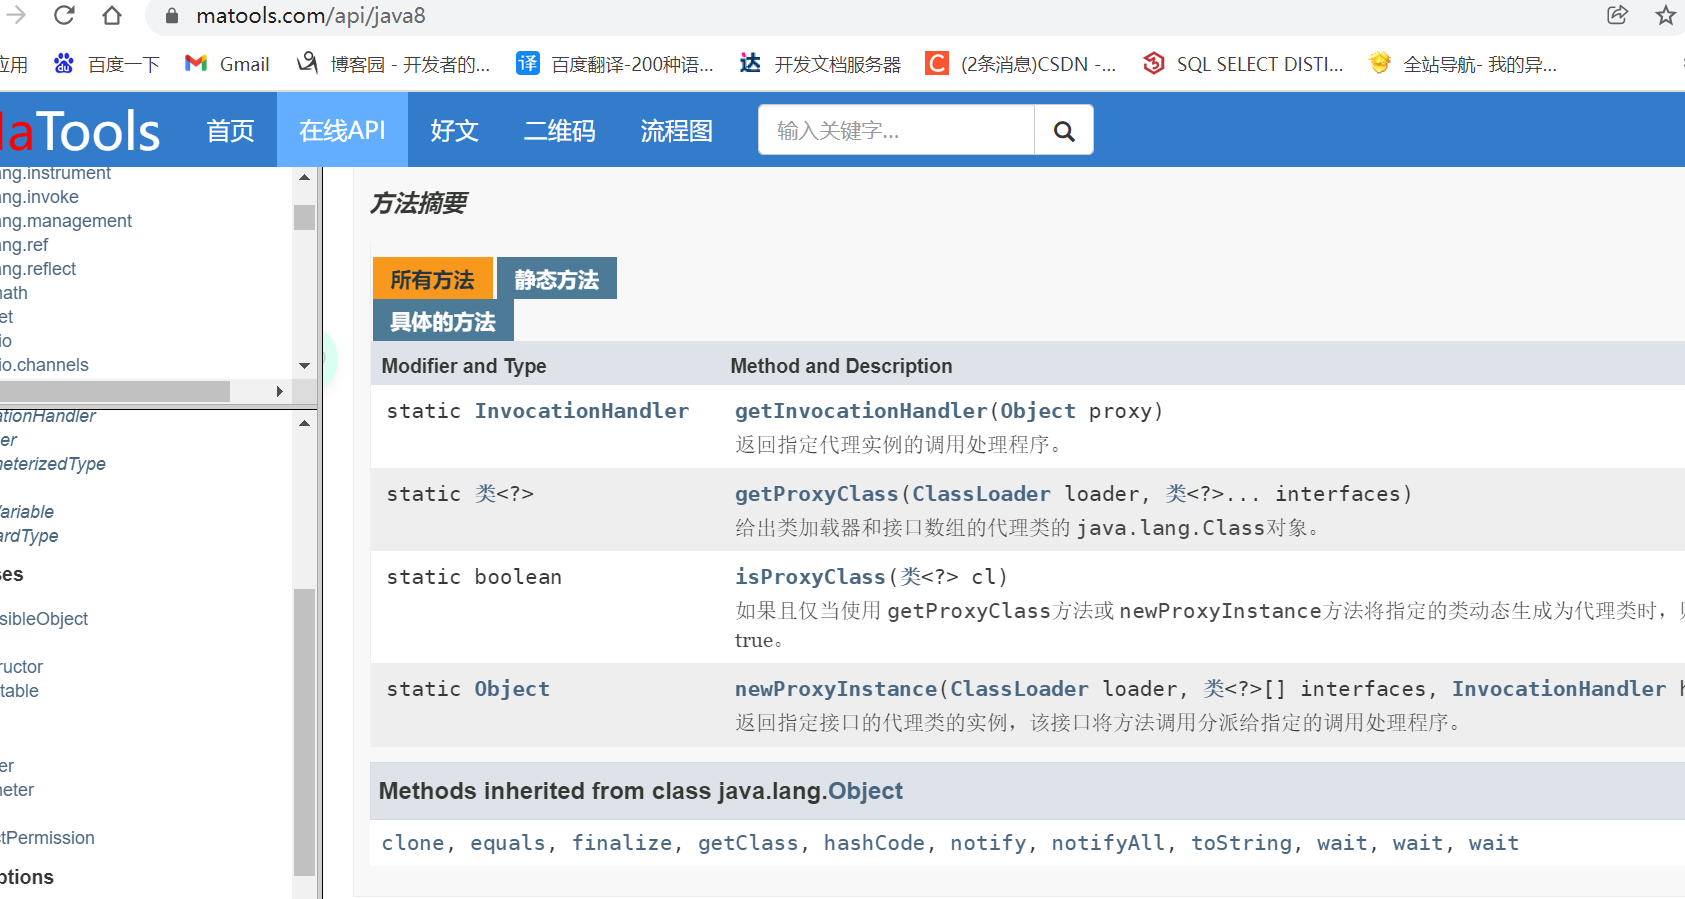 matools.com/api/java8
应用 百度一下 Gmail 博客园 - 开发者的... 译 百度翻译-200种语... 达 开发文档服务器 C (2条消息)CSDN -... SQL SELECT DISTI... 全站导航- 我的异...
aTools 首页 在线API 好文 二维码 流程图 输入关键字...
ang.instrument
ang.invoke
ang.management
ang.ref
ang.reflect
math
et
io
io.channels
ationHandler
er
neterizedType
Variable
ardType
ses
sibleObject
ructor
table
er
neter
ctPermission
ptions
方法摘要
所有方法 静态方法
具体的方法
Modifier and Type Method and Description
static InvocationHandler getInvocationHandler(Object proxy)
返回指定代理实例的调用处理程序。
static 类<?> getProxyClass(ClassLoader loader, 类<?>... interfaces)
给出类加载器和接口数组的代理类的 java.lang.Class对象。
static boolean isProxyClass(类<?> cl)
如果且仅当使用 getProxyClass方法或 newProxyInstance方法将指定的类动态生成为代理类时，
true。
static Object newProxyInstance(ClassLoader loader, 类<?>[] interfaces, InvocationHandler h
返回指定接口的代理类的实例，该接口将方法调用分派给指定的调用处理程序。
Methods inherited from class java.lang.Object
clone, equals, finalize, getClass, hashCode, notify, notifyAll, toString, wait, wait, wait